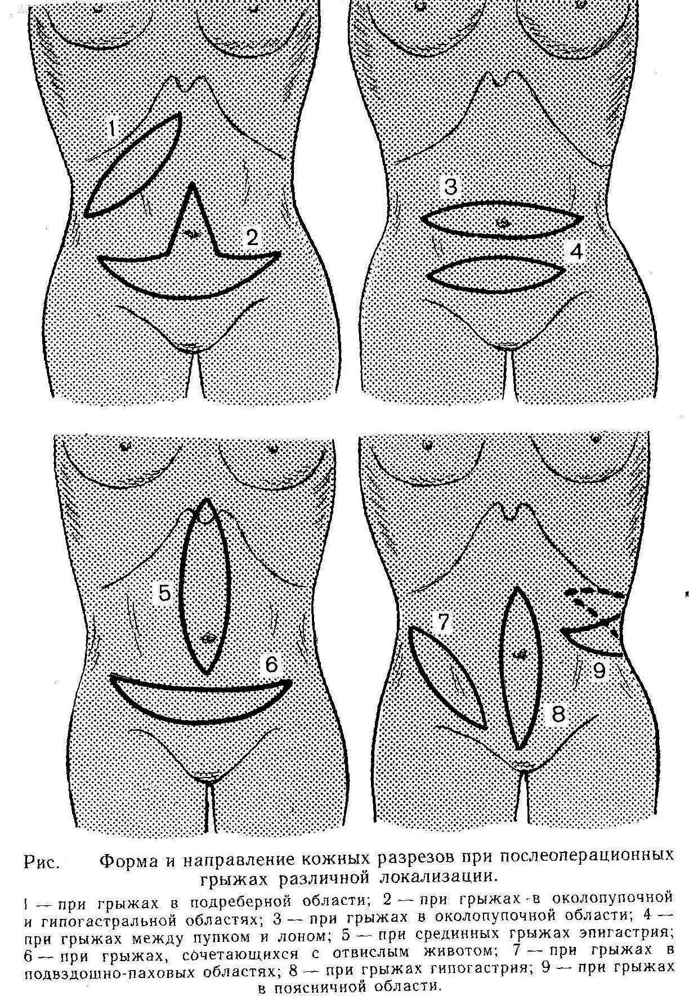 1
2
3
4
5
6
7
8
9
Рис. Форма и направление кожных разрезов при послеоперационных
грыжах различной локализации.
1 — при грыжах в подреберной области; 2 — при грыжах в околопупочной
и гипогастральной областях; 3 — при грыжах в околопупочной области; 4 —
при грыжах между пупком и лоном; 5 — при срединных грыжах эпигастрия;
6 — при грыжах, сочетающихся с отвислым животом; 7 — при грыжах в
подвздошно-паховых областях; 8 — при грыжах гипогастрия; 9 — при грыжах
в поясничной области.